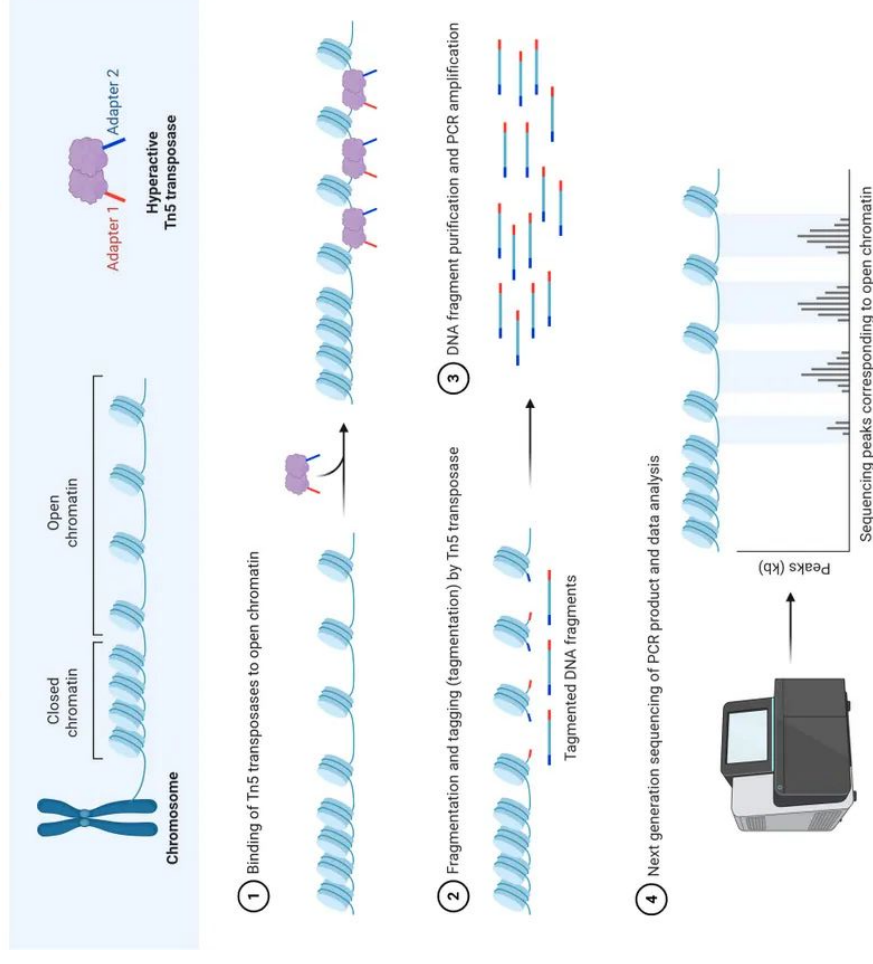 Closed
chromatin
Open
chromatin
Chromosome
Adapter 1
Adapter 2
Hyperactive
Tn5 transposase
1 Binding of Tn5 transposases to open chromatin
2 Fragmentation and tagging (tagmentation) by Tn5 transposase
Tagmented DNA fragments
3 DNA fragment purification and PCR amplification
4 Next generation sequencing of PCR product and data analysis
Peaks (kb)
Sequencing peaks corresponding to open chromatin